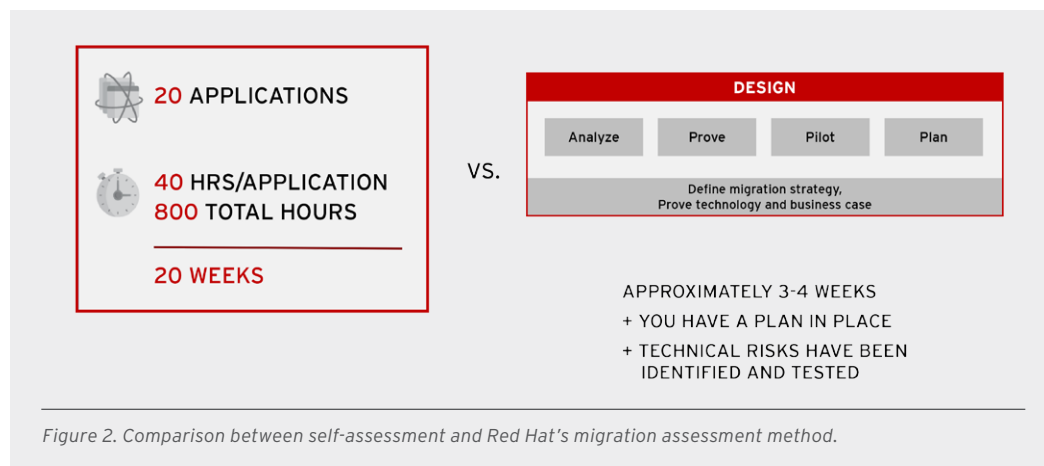 20 APPLICATIONS
40 HRS/APPLICATION
800 TOTAL HOURS
20 WEEKS
VS.
DESIGN
Analyze
Prove
Pilot
Plan
Define migration strategy,
Prove technology and business case
APPROXIMATELY 3-4 WEEKS
+ YOU HAVE A PLAN IN PLACE
+ TECHNICAL RISKS HAVE BEEN
IDENTIFIED AND TESTED
Figure 2. Comparison between self-assessment and Red Hat's migration assessment method.